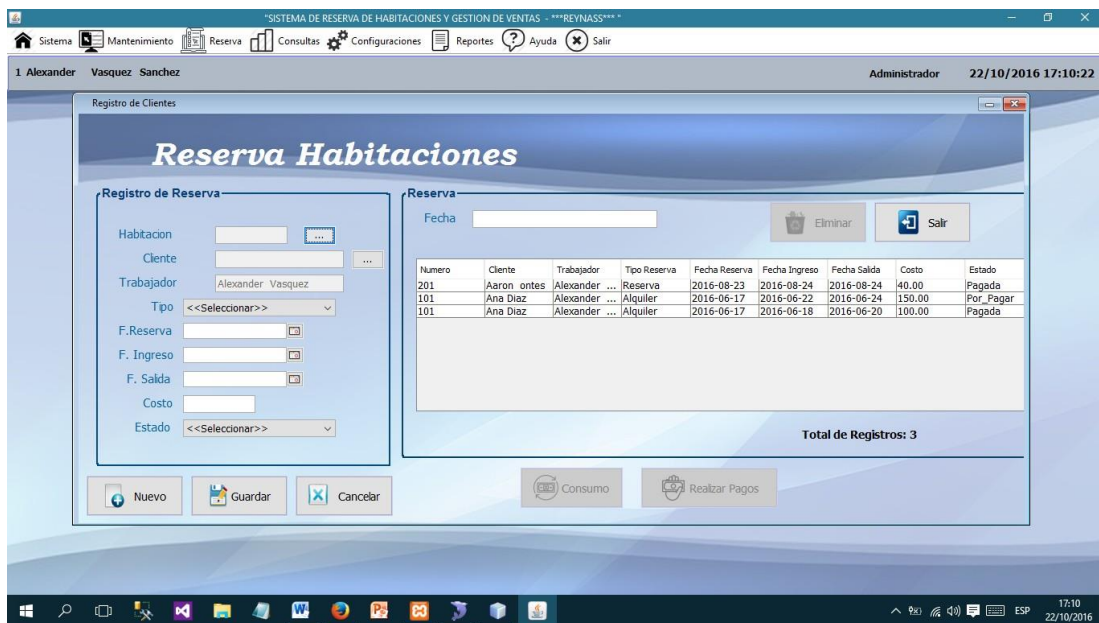 "SISTEMA DE RESERVA DE HABITACIONES Y GESTION DE VENTAS - ***REYNASS*** "
Sistema Mantenimiento Reserva Consultas Configuraciones Reportes Ayuda Salir
1 Alexander Vasquez Sanchez Administrador 22/10/2016 17:10:22
Registro de Clientes
Reserva Habitaciones
Registro de Reserva
Habitacion ...
Cliente ...
Trabajador Alexander Vasquez
Tipo <<Seleccionar>>
F.Reserva
F. Ingreso
F. Salida
Costo
Estado <<Seleccionar>>
Nuevo Guardar Cancelar
Reserva
Fecha Eliminar Salir
Numero Cliente Trabajador Tipo Reserva Fecha Reserva Fecha Ingreso Fecha Salida Costo Estado
201 Aaron ontes Alexander ... Reserva 2016-08-23 2016-08-24 2016-08-24 40.00 Pagada
101 Ana Diaz Alexander ... Alquiler 2016-06-17 2016-06-22 2016-06-24 150.00 Por_Pagar
101 Ana Diaz Alexander ... Alquiler 2016-06-17 2016-06-18 2016-06-20 100.00 Pagada
Total de Registros: 3
Consumo Realizar Pagos
ESP 17:10
22/10/2016